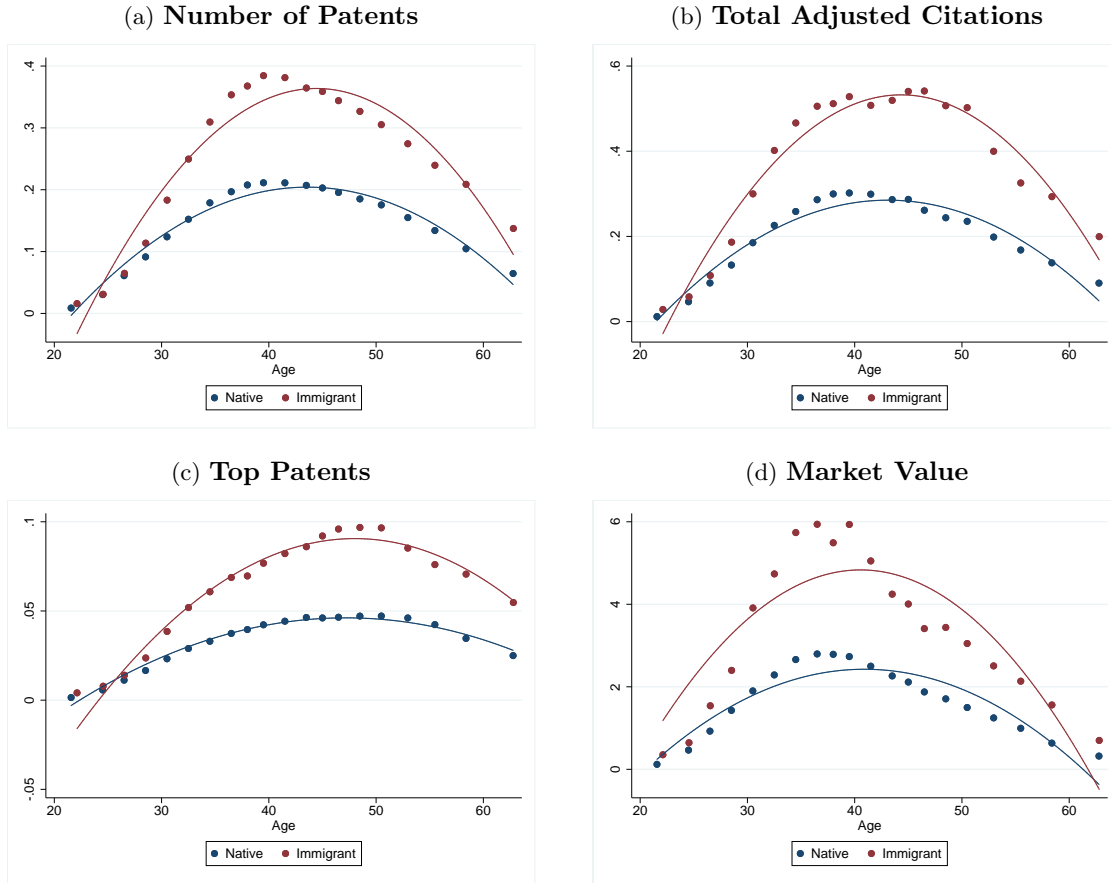 (a) Number of Patents
.4
.3
.2
.1
0
20 30 40 50 60
Age
Native Immigrant
(b) Total Adjusted Citations
.6
.4
.2
0
20 30 40 50 60
Age
Native Immigrant
(c) Top Patents
.1
.05
0
-.05
20 30 40 50 60
Age
Native Immigrant
(d) Market Value
6
4
2
0
20 30 40 50 60
Age
Native Immigrant